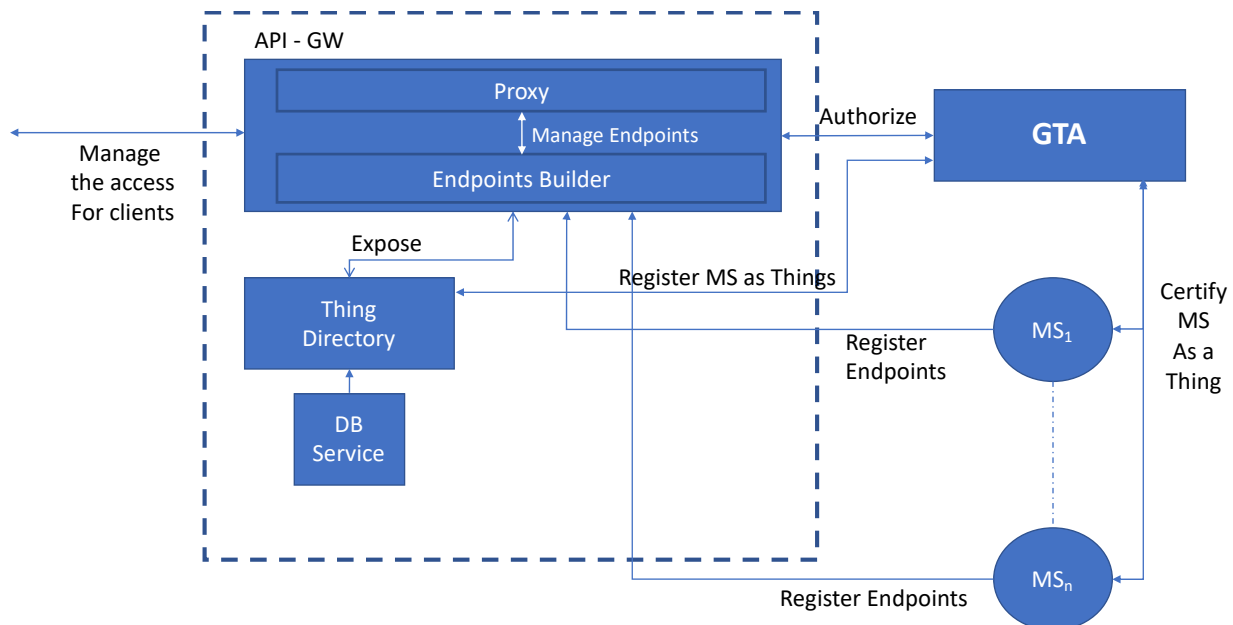 API - GW
Proxy
Manage Endpoints
Endpoints Builder
Authorize
GTA
Manage
the access
For clients
Expose
Register MS as Things
Thing
Directory
DB
Service
Register
Endpoints
MS₁
Certify
MS
As a
Thing
Register Endpoints
MSₙ